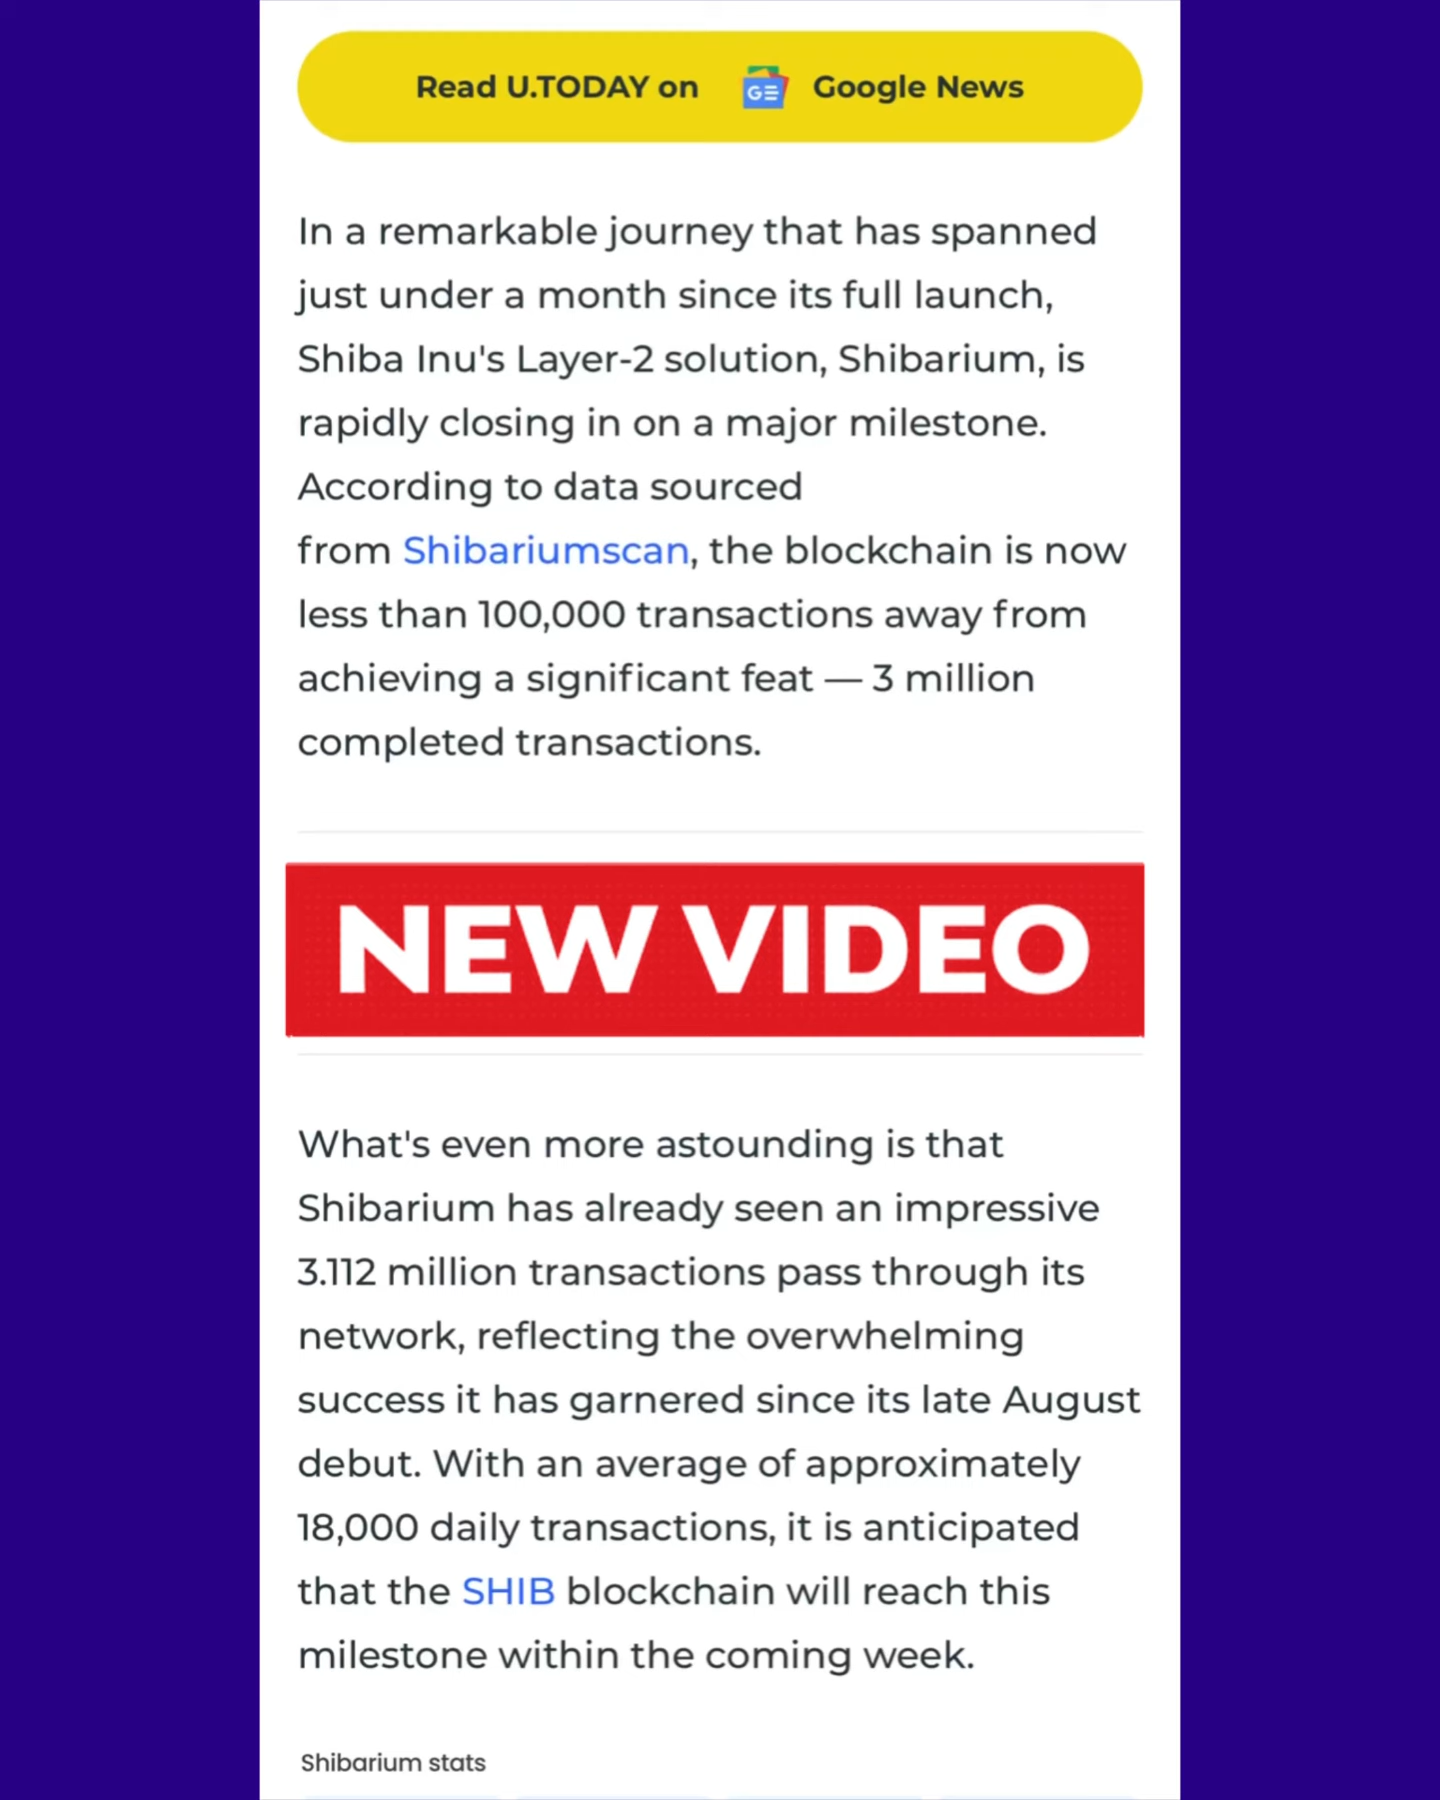 Read U.TODAY on GE Google News
In a remarkable journey that has spanned
just under a month since its full launch,
Shiba Inu's Layer-2 solution, Shibarium, is
rapidly closing in on a major milestone.
According to data sourced
from Shibariumscan, the blockchain is now
less than 100,000 transactions away from
achieving a significant feat — 3 million
completed transactions.
NEW VIDEO
What's even more astounding is that
Shibarium has already seen an impressive
3.112 million transactions pass through its
network, reflecting the overwhelming
success it has garnered since its late August
debut. With an average of approximately
18,000 daily transactions, it is anticipated
that the SHIB blockchain will reach this
milestone within the coming week.
Shibarium stats